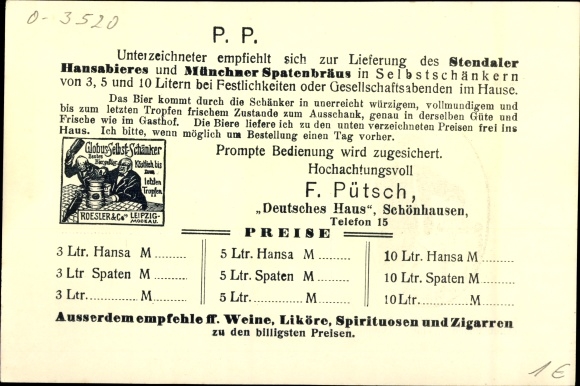 0-3520
P. P.
Unterzeichneter empfiehlt sich zur Lieferung des Stendaler
Hansabieres und Münchner Spatenbräus in Selbstschänkern
von 3, 5 und 10 Litern bei Festlichkeiten oder Gesellschaftsabenden im Hause.
Das Bier kommt durch die Schänker in unerreicht würzigem, vollmundigem und
bis zum letzten Tropfen frischem Zustande zum Ausschank, genau in derselben Güte und
Frische wie im Gasthof. Die Biere liefere ich zu den unten verzeichneten Preisen frei ins
Haus. Ich bitte, wenn möglich um Bestellung einen Tag vorher.
Globus-Selbst-Schänker
Köstlich bis
zum
letzten
Tropfen
ROESLER & Co LEIPZIG-
MOCKAU.
Prompte Bedienung wird zugesichert.
Hochachtungsvoll
F. Pütsch,
„Deutsches Haus“, Schönhausen,
Telefon 15
PREISE
3 Ltr. Hansa M .........
3 Ltr Spaten M .........
3 Ltr.............. M .........
5 Ltr. Hansa M .........
5 Ltr. Spaten M .........
5 Ltr.............. M .........
10 Ltr. Hansa M .........
10 Ltr. Spaten M .........
10 Ltr.............. M .........
Ausserdem empfehle ff. Weine, Liköre, Spirituosen und Zigarren
zu den billigsten Preisen.
1 €